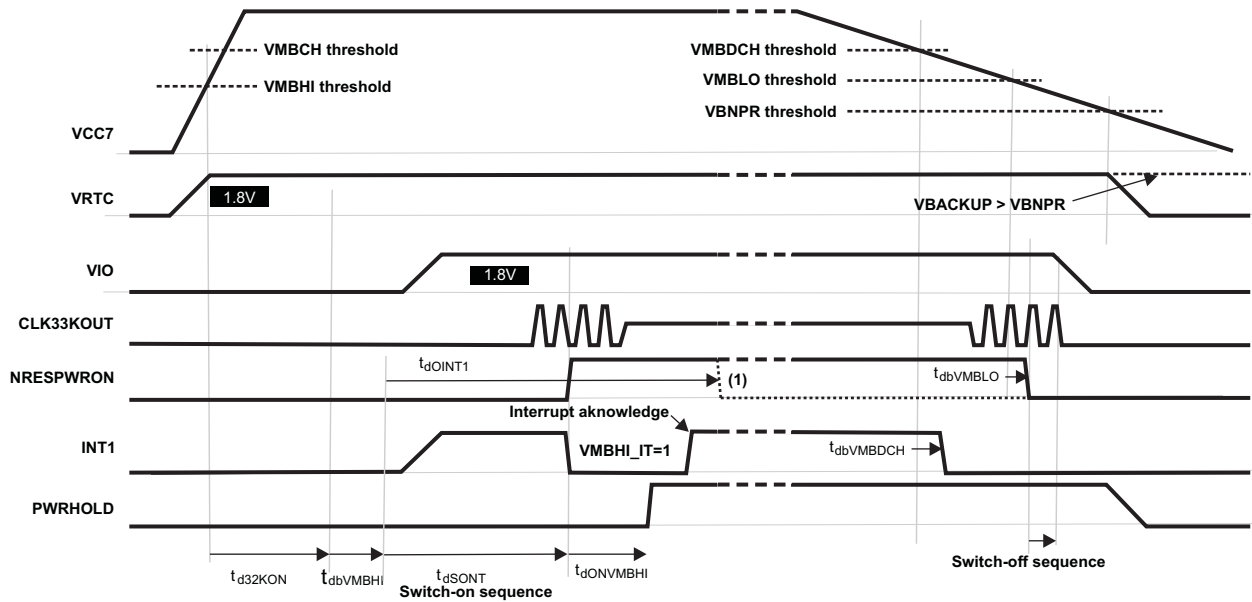 VMBCH threshold
VMBDCH threshold
VMBHI threshold
VMBLO threshold
VBNPR threshold
VCC7
VRTC
1.8V
VBACKUP > VBNPR
VIO
1.8V
CLK33KOUT
tdOINT1
tdbVMBLO
NRESPWRON
(1)
Interrupt aknowledge
INT1
VMBHI_IT=1
tdbVMBDCH
PWRHOLD
td32KON
tdbVMBHI
tdSONT
tdONVMBHI
Switch-on sequence
Switch-off sequence